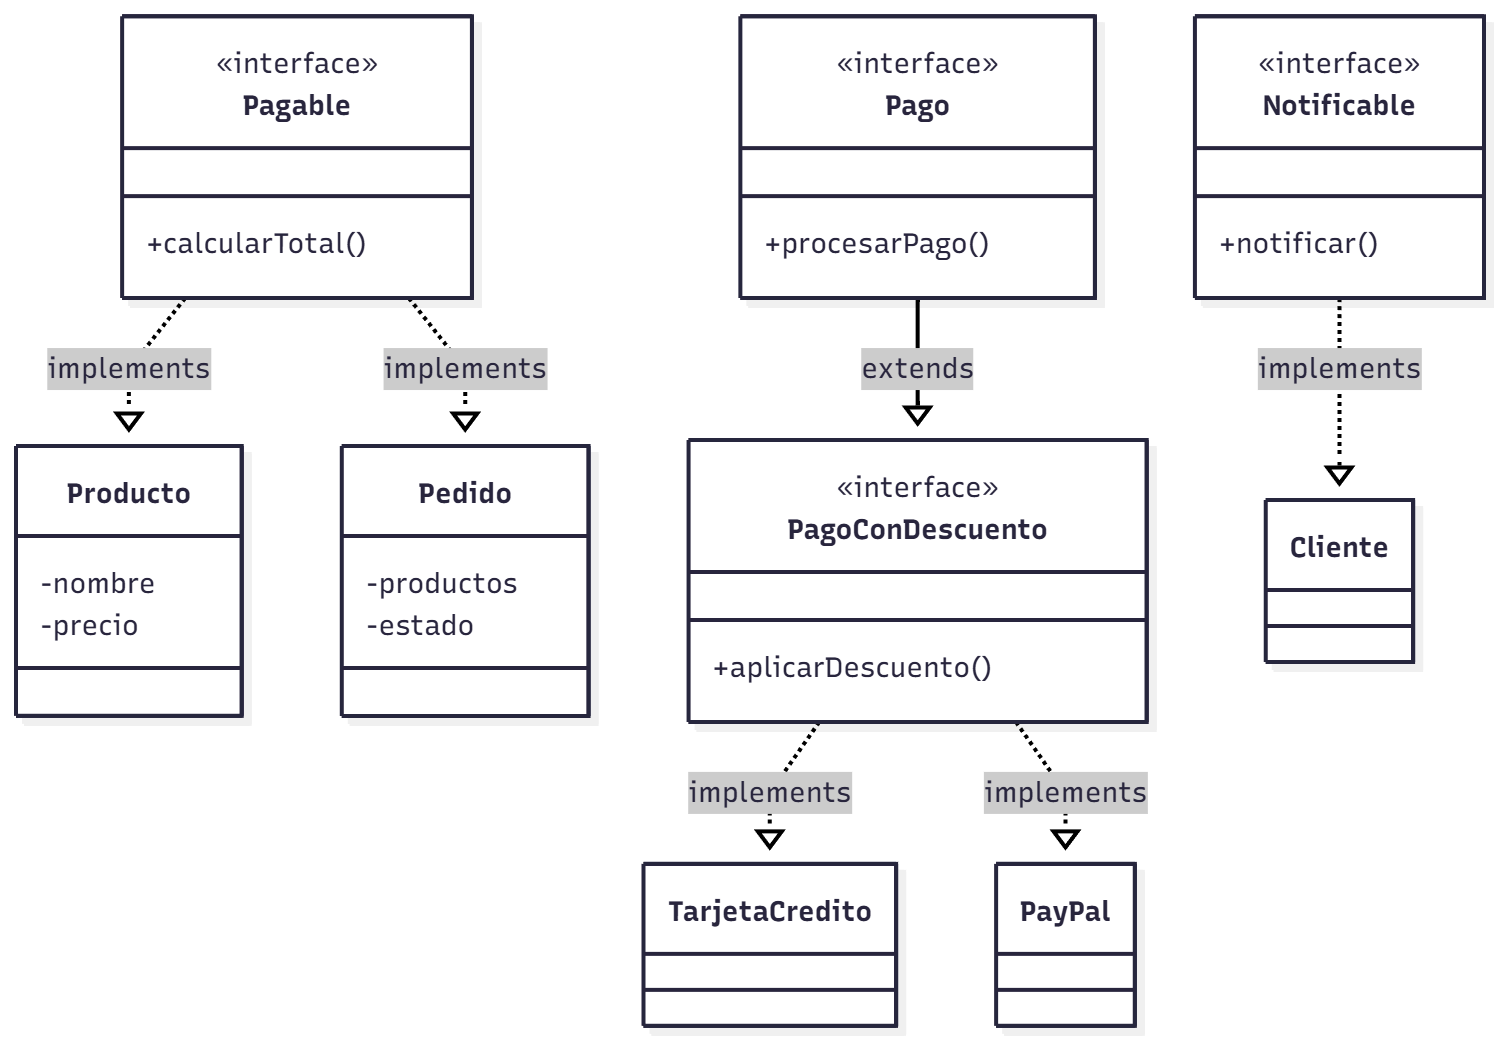 «interface»
Pagable
+calcularTotal()
«interface»
Pago
+procesarPago()
«interface»
Notificable
+notificar()
implements
implements
extends
implements
Producto
-nombre
-precio
Pedido
-productos
-estado
«interface»
PagoConDescuento
+aplicarDescuento()
Cliente
implements
implements
TarjetaCredito
PayPal